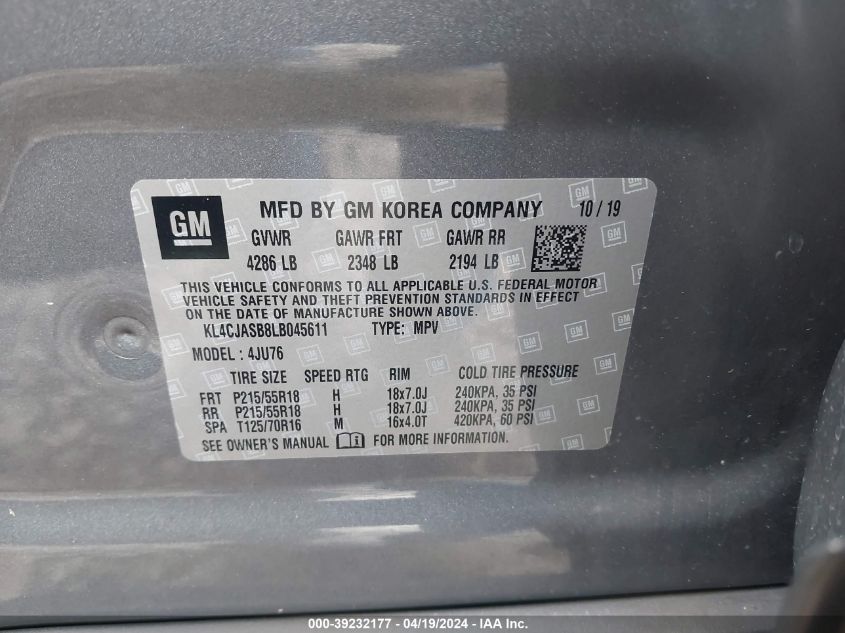 GM
MFD BY GM KOREA COMPANY 10 / 19
GVWR GAWR FRT GAWR RR
4286 LB 2348 LB 2194 LB
THIS VEHICLE CONFORMS TO ALL APPLICABLE U.S. FEDERAL MOTOR
VEHICLE SAFETY AND THEFT PREVENTION STANDARDS IN EFFECT
ON THE DATE OF MANUFACTURE SHOWN ABOVE.
KL4CJASB8LB045611 TYPE: MPV
MODEL : 4JU76
TIRE SIZE SPEED RTG RIM COLD TIRE PRESSURE
FRT P215/55R18 H 18x7.0J 240KPA, 35 PSI
RR P215/55R18 H 18x7.0J 240KPA, 35 PSI
SPA T125/70R16 M 16x4.0T 420KPA, 60 PSI
SEE OWNER'S MANUAL FOR MORE INFORMATION.
000-39232177 - 04/19/2024 - IAA Inc.